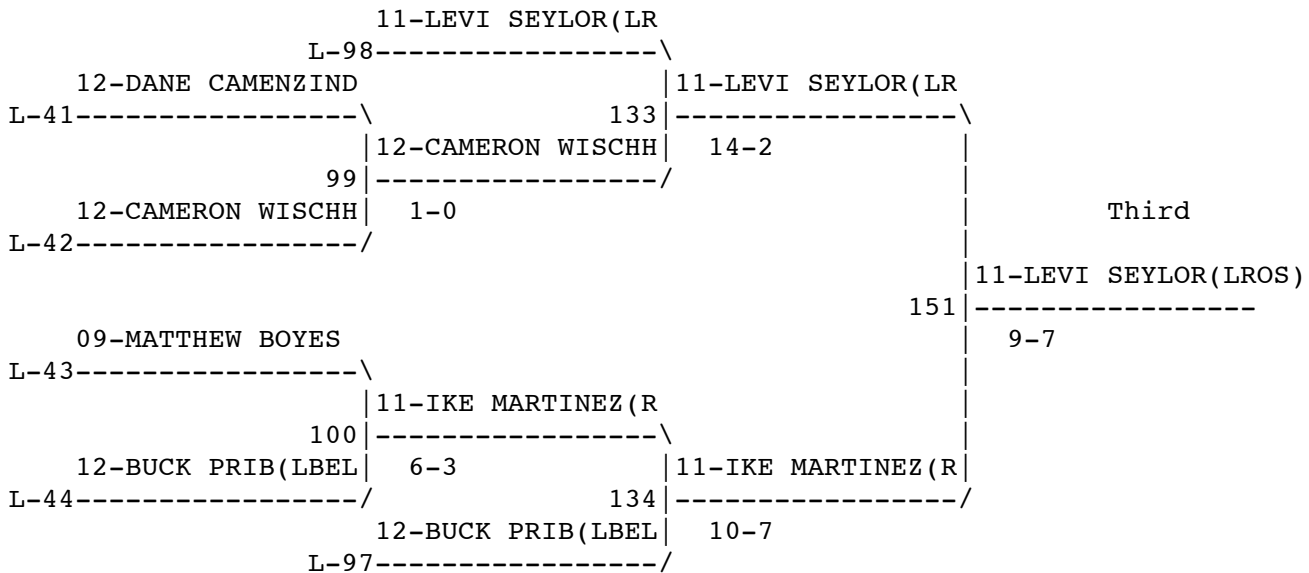 11-LEVI SEYLOR(LR
                  L-98-----------------\
    12-DANE CAMENZIND                  |11-LEVI SEYLOR(LR
L-41-----------------\              133|-----------------\
                     |12-CAMERON WISCHH|  14-2           |
                   99|-----------------/                 |
    12-CAMERON WISCHH|  1-0                              |        Third
L-42-----------------/                                   |
                                                         |11-LEVI SEYLOR(LROS)
                                                      151|-----------------
    09-MATTHEW BOYES                                     |  9-7
L-43-----------------\                                   |
                     |11-IKE MARTINEZ(R                  |
                  100|-----------------\                 |
    12-BUCK PRIB(LBEL|  6-3            |11-IKE MARTINEZ(R|
L-44-----------------/              134|-----------------/
                      12-BUCK PRIB(LBEL|  10-7
                  L-97-----------------/